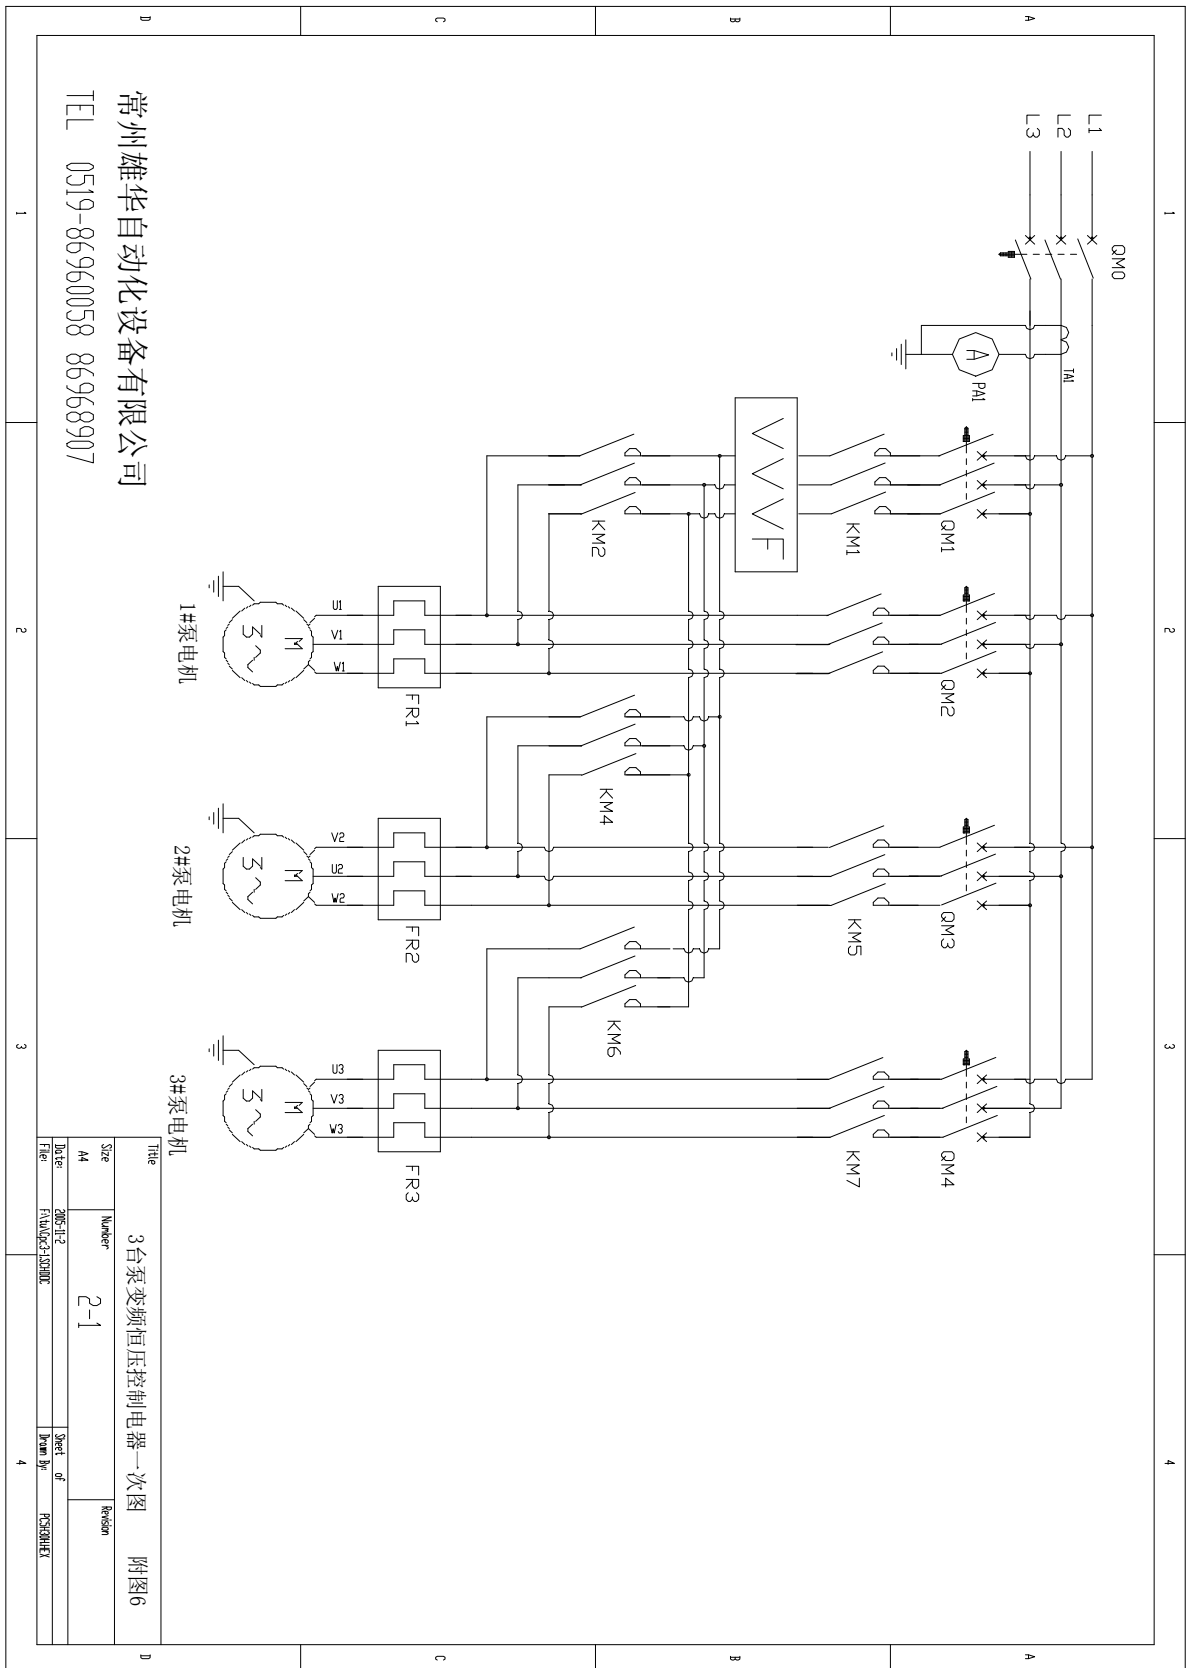 1
2
3
4
A
B
C
D
L1
L2
L3
QM0
TA1
PA1
A
QM1
QM2
QM3
QM4
KM1
KM5
KM7
VVVF
KM2
KM4
KM6
FR1
FR2
FR3
U1
V1
W1
V2
U2
W2
U3
V3
W3
M
3
M
3
M
3
1#泵电机
2#泵电机
3#泵电机
常州雄华自动化设备有限公司
TEL 0519-86960058 86968907
Title
3台泵变频恒压控制电器一次图 附图6
Size
A4
Number
2-1
Revision
Date:
2005-11-2
Sheet of
File:
Drawn By:
1
2
3
4
A
B
C
D